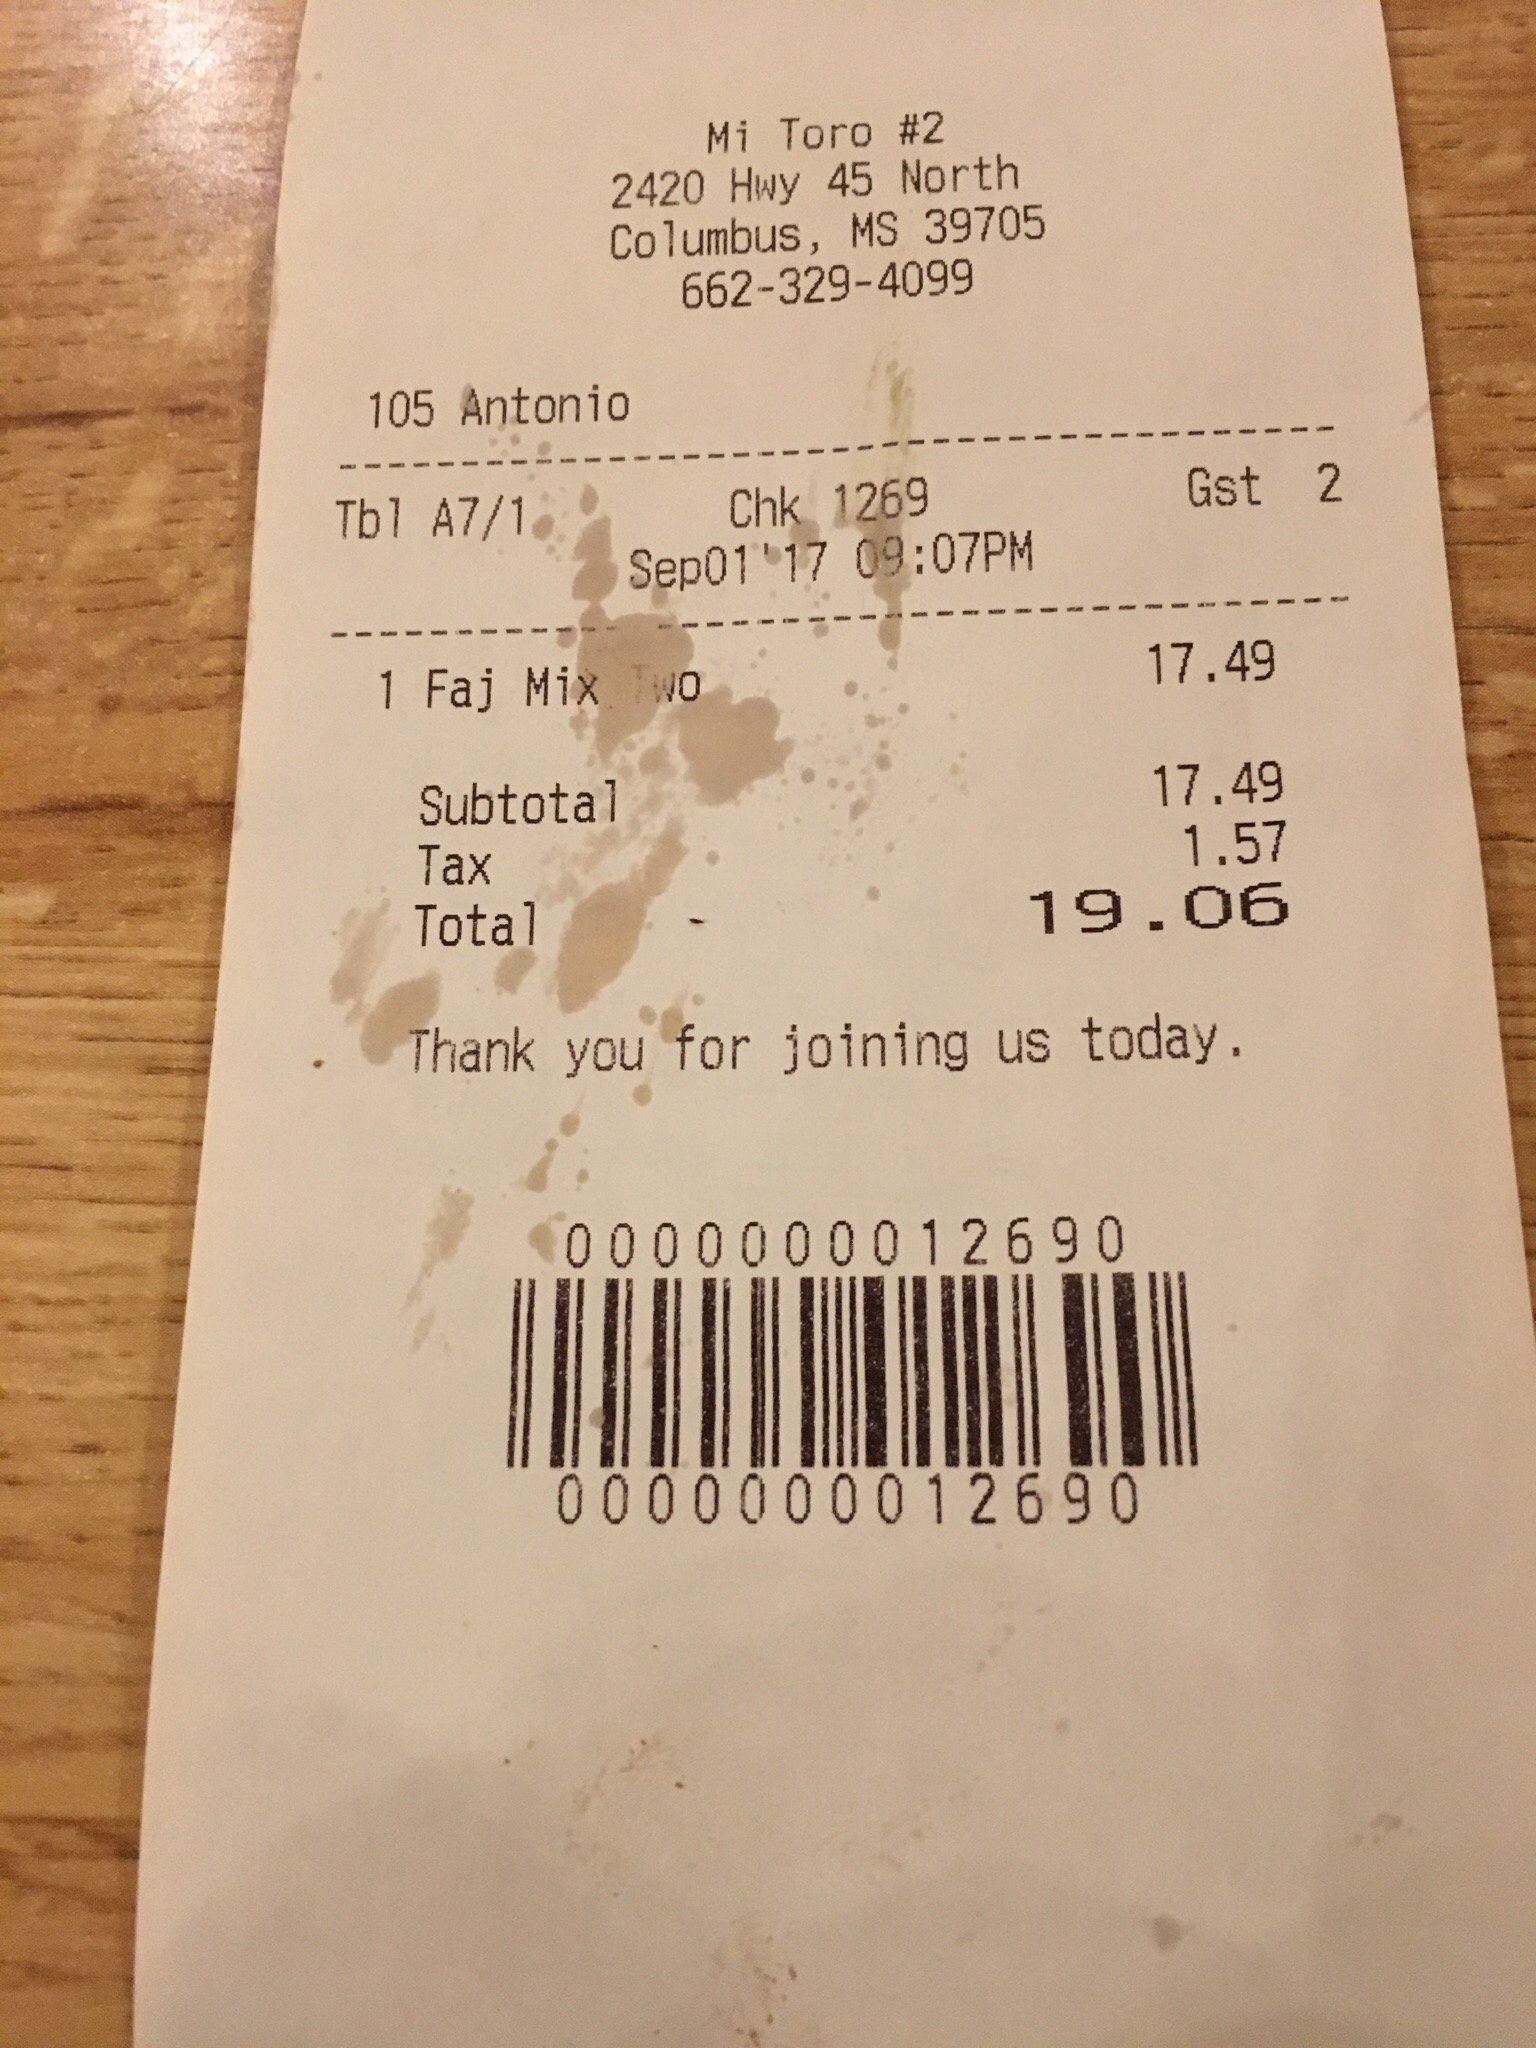 Mi Toro #2
2420 Hwy 45 North
Columbus, MS 39705
662-329-4099
105 Antonio
Tbl A7/1 Chk 1269 Gst 2
Sep01'17 09:07PM
1 Faj Mix Two 17.49
Subtotal 17.49
Tax 1.57
Total 19.06
Thank you for joining us today.
0000000012690
0000000012690